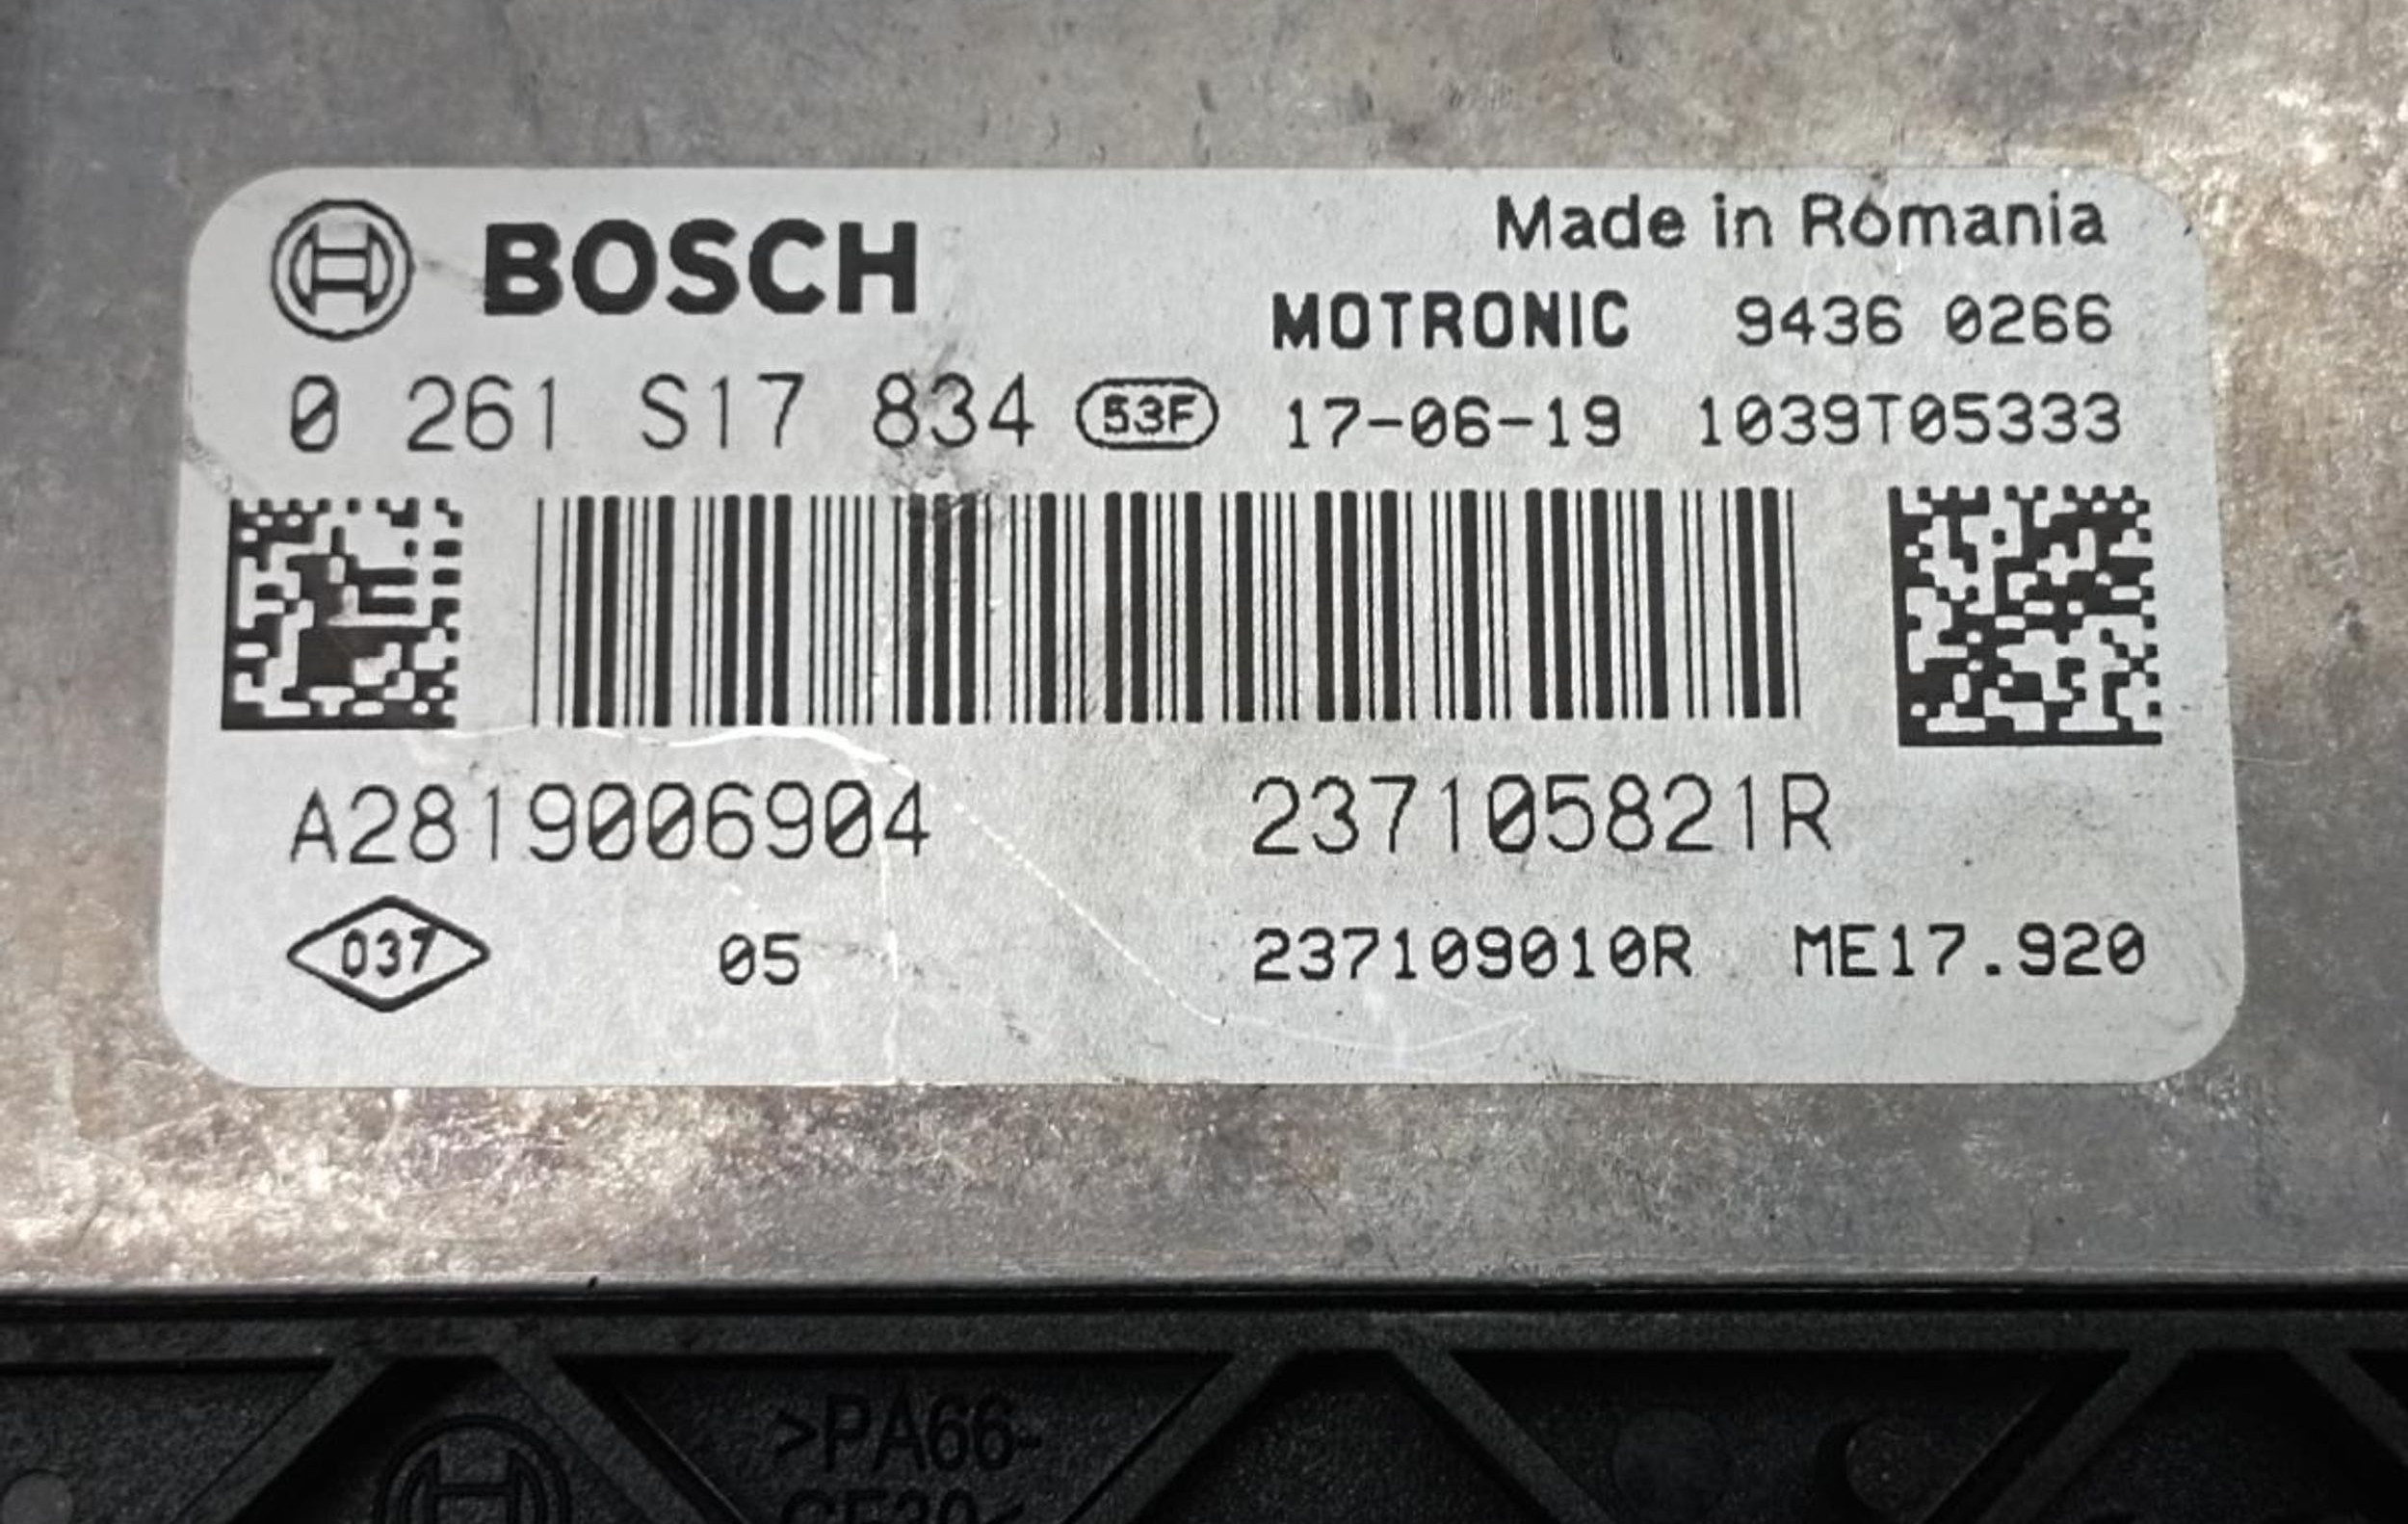 BOSCH
Made in Romania
MOTRONIC 9436 0266
0 261 S17 834 53F 17-06-19 1039T05333
A2819006904 237105821R
037 05 237109010R ME17.920
>PA66-